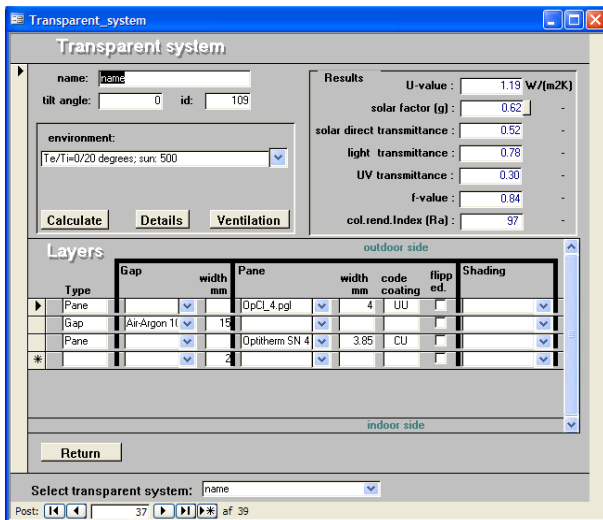 Transparent_system
Transparent system
name: name
tilt angle: 0 id: 109
environment:
Te/Ti=0/20 degrees; sun: 500
Calculate Details Ventilation
Results
U-value : 1.19 W/(m2K)
solar factor (g) : 0.62 -
solar direct transmittance : 0.52 -
light transmittance : 0.78 -
UV transmittance : 0.30 -
f-value : 0.84 -
col.rend.Index (Ra) : 97 -
Layers
outdoor side
Type Gap width mm Pane width mm code coating flipp ed. Shading
Pane OpCl_4.pgl 4 UU
Gap Air-Argon 1( 15
Pane Optitherm SN 4 3.85 CU
* 2
indoor side
Return
Select transparent system: name
Post: 37 af 39